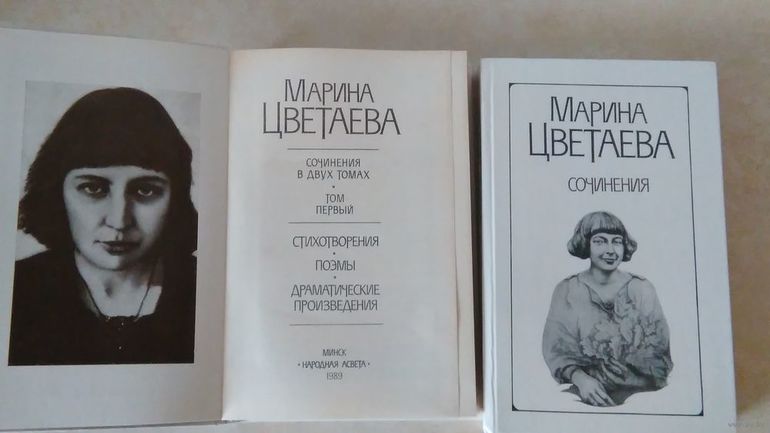 МАРИНА
ЦВЕТАЕВА
СОЧИНЕНИЯ
В ДВУХ ТОМАХ
ТОМ
ПЕРВЫЙ
СТИХОТВОРЕНИЯ
ПОЭМЫ
ДРАМАТИЧЕСКИЕ
ПРОИЗВЕДЕНИЯ
МИНСК
«НАРОДНАЯ АСВЕТА»
1989
МАРИНА
ЦВЕТАЕВА
СОЧИНЕНИЯ